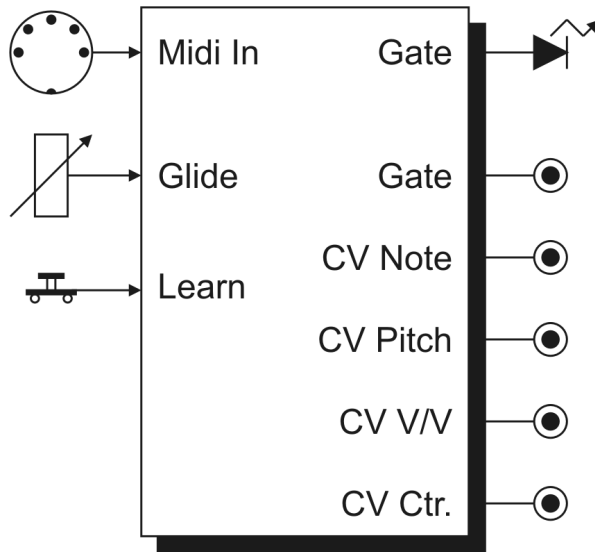 Midi In
Gate
Glide
Gate
CV Note
Learn
CV Pitch
CV V/V
CV Ctr.